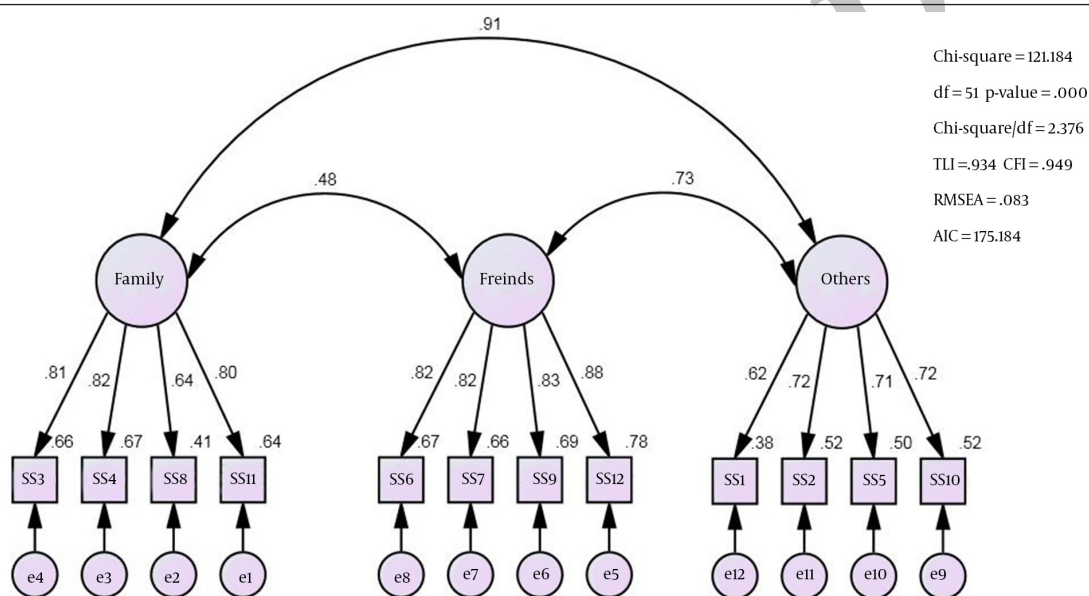 .91
Chi-square = 121.184
df = 51 p-value = .000
Chi-square/df = 2.376
TLI =.934 CFI = .949
RMSEA = .083
AIC = 175.184
.48 .73
Family Freinds Others
.81 .82 .64 .80 .82 .82 .83 .88 .62 .72 .71 .72
.66 .67 .41 .64 .67 .66 .69 .78 .38 .52 .50 .52
SS3 SS4 SS8 SS11 SS6 SS7 SS9 SS12 SS1 SS2 SS5 SS10
e4 e3 e2 e1 e8 e7 e6 e5 e12 e11 e10 e9